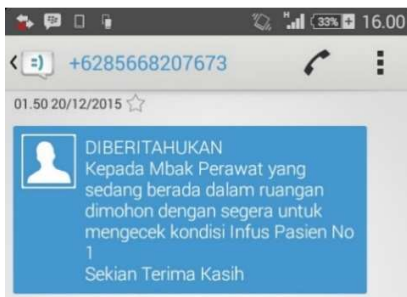 33% 16.00
+6285668207673
01.50 20/12/2015
DIBERITAHUKAN
Kepada Mbak Perawat yang
sedang berada dalam ruangan
dimohon dengan segera untuk
mengecek kondisi Infus Pasien No
1
Sekian Terima Kasih